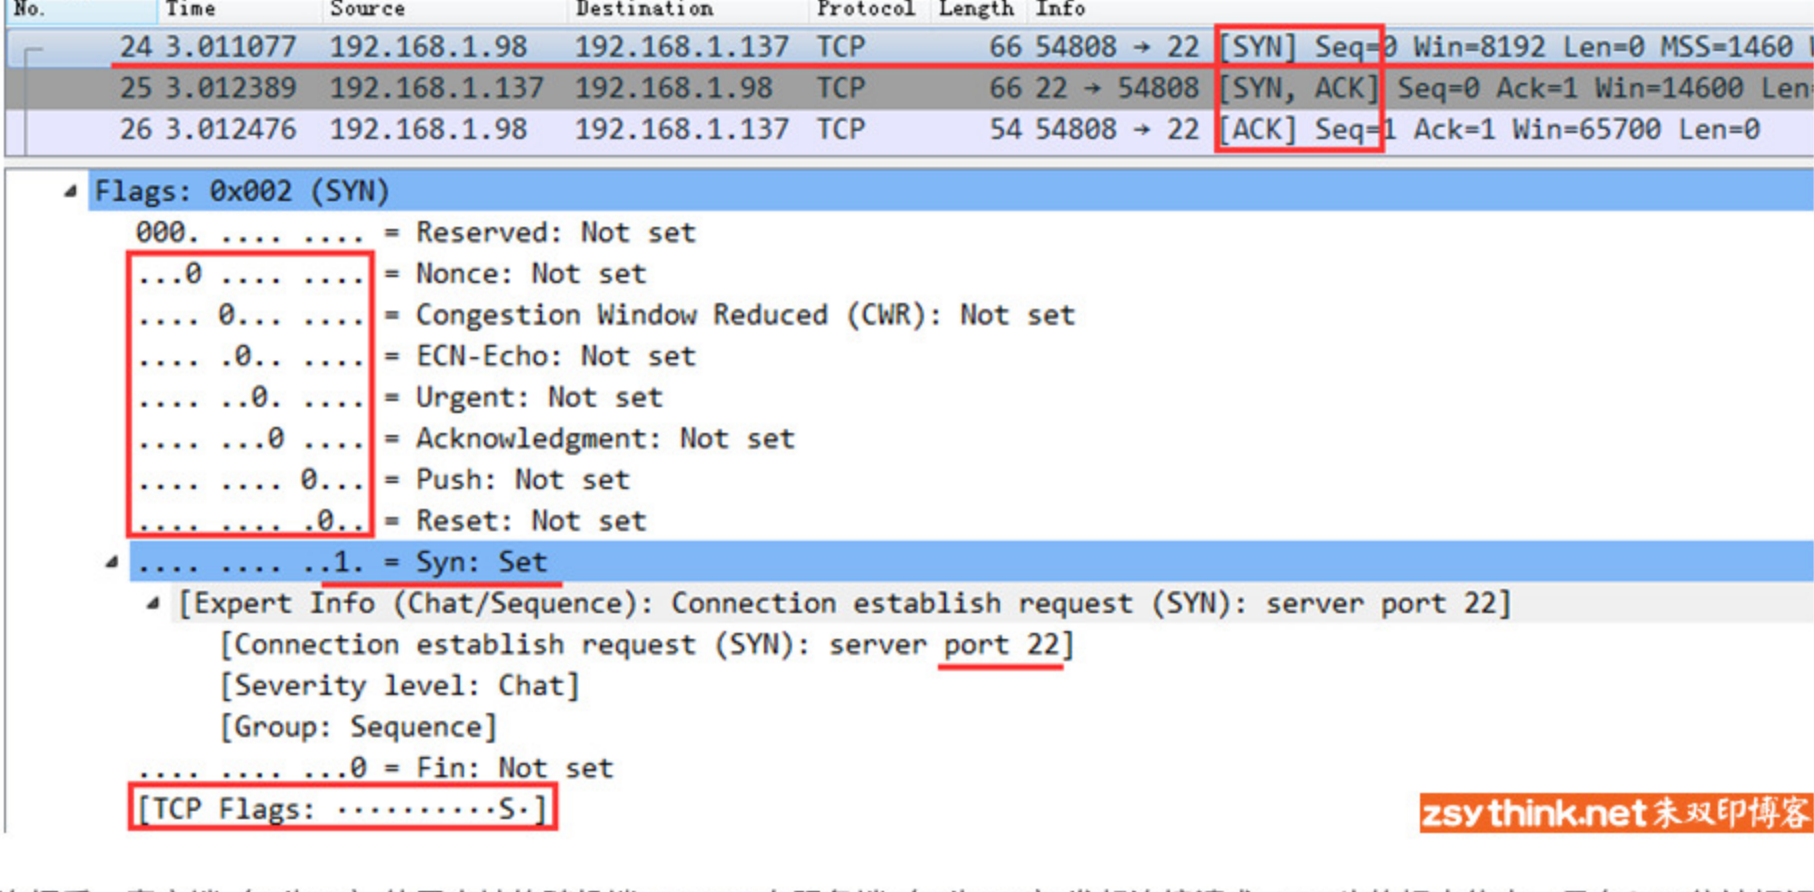 No. Time Source Destination Protocol Length Info
24 3.011077 192.168.1.98 192.168.1.137 TCP 66 54808 → 22 [SYN] Seq=0 Win=8192 Len=0 MSS=1460
25 3.012389 192.168.1.137 192.168.1.98 TCP 66 22 → 54808 [SYN, ACK] Seq=0 Ack=1 Win=14600 Len=
26 3.012476 192.168.1.98 192.168.1.137 TCP 54 54808 → 22 [ACK] Seq=1 Ack=1 Win=65700 Len=0
Flags: 0x002 (SYN)
000. .... .... = Reserved: Not set
...0 .... .... = Nonce: Not set
.... 0... .... = Congestion Window Reduced (CWR): Not set
.... .0.. .... = ECN-Echo: Not set
.... ..0. .... = Urgent: Not set
.... ...0 .... = Acknowledgment: Not set
.... .... 0... = Push: Not set
.... .... .0.. = Reset: Not set
.... .... ..1. = Syn: Set
[Expert Info (Chat/Sequence): Connection establish request (SYN): server port 22]
[Connection establish request (SYN): server port 22]
[Severity level: Chat]
[Group: Sequence]
.... .... ...0 = Fin: Not set
[TCP Flags: ··········S·]
zsythink.net朱双印博客